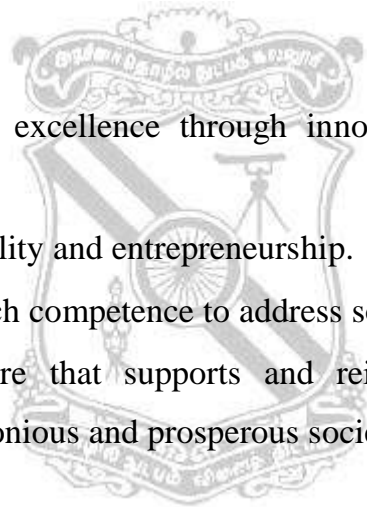 excellence through inno
lity and entrepreneurship.
ch competence to address so
re that supports and rei
onious and prosperous socie